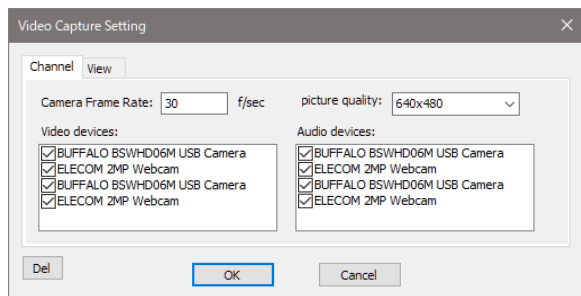 Video Capture Setting
Channel View
Camera Frame Rate: 30 f/sec picture quality: 640x480
Video devices: Audio devices:
BUFFALO BSWHD06M USB Camera BUFFALO BSWHD06M USB Camera
ELECOM 2MP Webcam ELECOM 2MP Webcam
BUFFALO BSWHD06M USB Camera BUFFALO BSWHD06M USB Camera
ELECOM 2MP Webcam ELECOM 2MP Webcam
Del OK Cancel